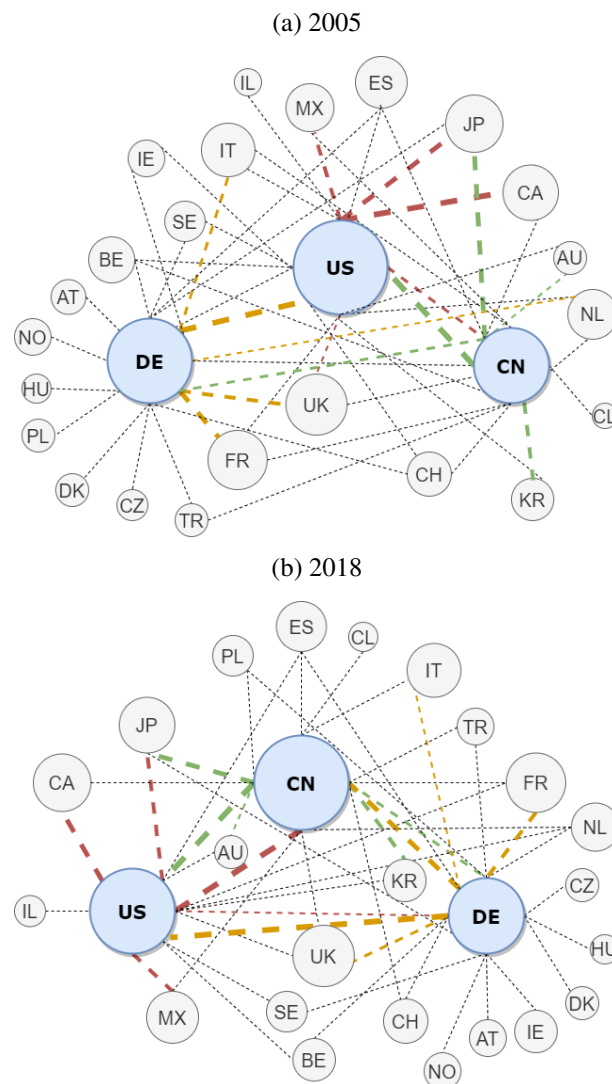 (a) 2005
IL
ES
MX
JP
IT
IE
CA
SE
BE
US
AU
AT
NL
NO
DE
CN
HU
UK
CL
PL
FR
CH
DK
CZ
TR
KR
(b) 2018
ES
CL
PL
IT
JP
TR
CA
CN
FR
NL
AU
KR
CZ
IL
US
DE
HU
UK
DK
MX
SE
CH
AT
IE
BE
NO